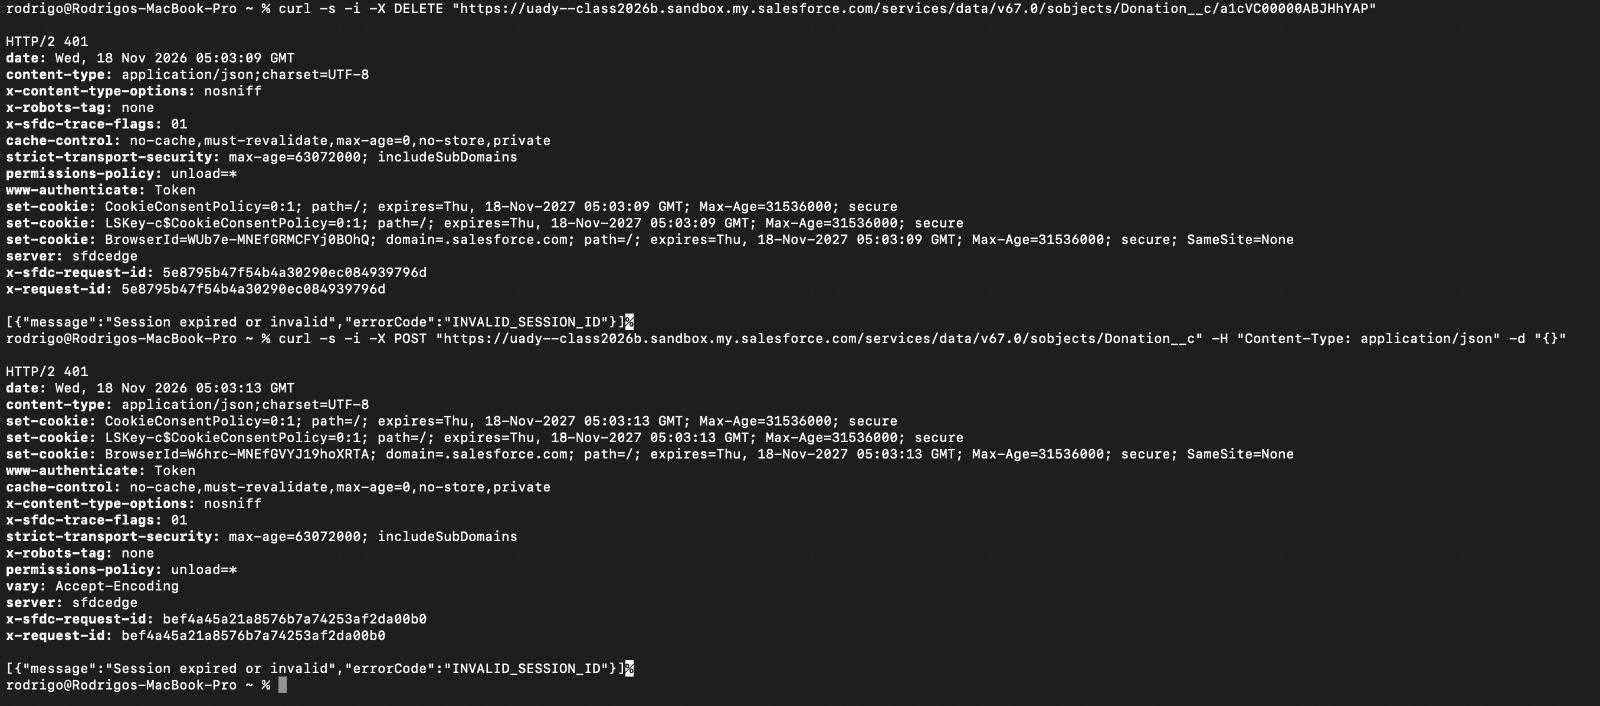 rodrigo@Rodrigos-MacBook-Pro ~ % curl -s -i -X DELETE "https://uady--class2026b.sandbox.my.salesforce.com/services/data/v67.0/sobjects/Donation__c/a1cVC00000ABJHhYAP"
HTTP/2 401
date: Wed, 18 Nov 2026 05:03:09 GMT
content-type: application/json;charset=UTF-8
x-content-type-options: nosniff
x-robots-tag: none
x-sfdc-trace-flags: 01
cache-control: no-cache,must-revalidate,max-age=0,no-store,private
strict-transport-security: max-age=63072000; includeSubDomains
permissions-policy: unload=*
www-authenticate: Token
set-cookie: CookieConsentPolicy=0:1; path=/; expires=Thu, 18-Nov-2027 05:03:09 GMT; Max-Age=31536000; secure
set-cookie: LSKey-c$CookieConsentPolicy=0:1; path=/; expires=Thu, 18-Nov-2027 05:03:09 GMT; Max-Age=31536000; secure
set-cookie: BrowserId=WUb7e-MNEfGRMCFYj0BOhQ; domain=.salesforce.com; path=/; expires=Thu, 18-Nov-2027 05:03:09 GMT; Max-Age=31536000; secure; SameSite=None
server: sfdcedge
x-sfdc-request-id: 5e8795b47f54b4a30290ec084939796d
x-request-id: 5e8795b47f54b4a30290ec084939796d
[{"message":"Session expired or invalid","errorCode":"INVALID_SESSION_ID"}]%
rodrigo@Rodrigos-MacBook-Pro ~ % curl -s -i -X POST "https://uady--class2026b.sandbox.my.salesforce.com/services/data/v67.0/sobjects/Donation__c" -H "Content-Type: application/json" -d "{}"
HTTP/2 401
date: Wed, 18 Nov 2026 05:03:13 GMT
content-type: application/json;charset=UTF-8
set-cookie: CookieConsentPolicy=0:1; path=/; expires=Thu, 18-Nov-2027 05:03:13 GMT; Max-Age=31536000; secure
set-cookie: LSKey-c$CookieConsentPolicy=0:1; path=/; expires=Thu, 18-Nov-2027 05:03:13 GMT; Max-Age=31536000; secure
set-cookie: BrowserId=W6hrc-MNEfGVYJ19hoXRTA; domain=.salesforce.com; path=/; expires=Thu, 18-Nov-2027 05:03:13 GMT; Max-Age=31536000; secure; SameSite=None
www-authenticate: Token
cache-control: no-cache,must-revalidate,max-age=0,no-store,private
x-content-type-options: nosniff
x-sfdc-trace-flags: 01
strict-transport-security: max-age=63072000; includeSubDomains
x-robots-tag: none
permissions-policy: unload=*
vary: Accept-Encoding
server: sfdcedge
x-sfdc-request-id: bef4a45a21a8576b7a74253af2da00b0
x-request-id: bef4a45a21a8576b7a74253af2da00b0
[{"message":"Session expired or invalid","errorCode":"INVALID_SESSION_ID"}]%
rodrigo@Rodrigos-MacBook-Pro ~ %